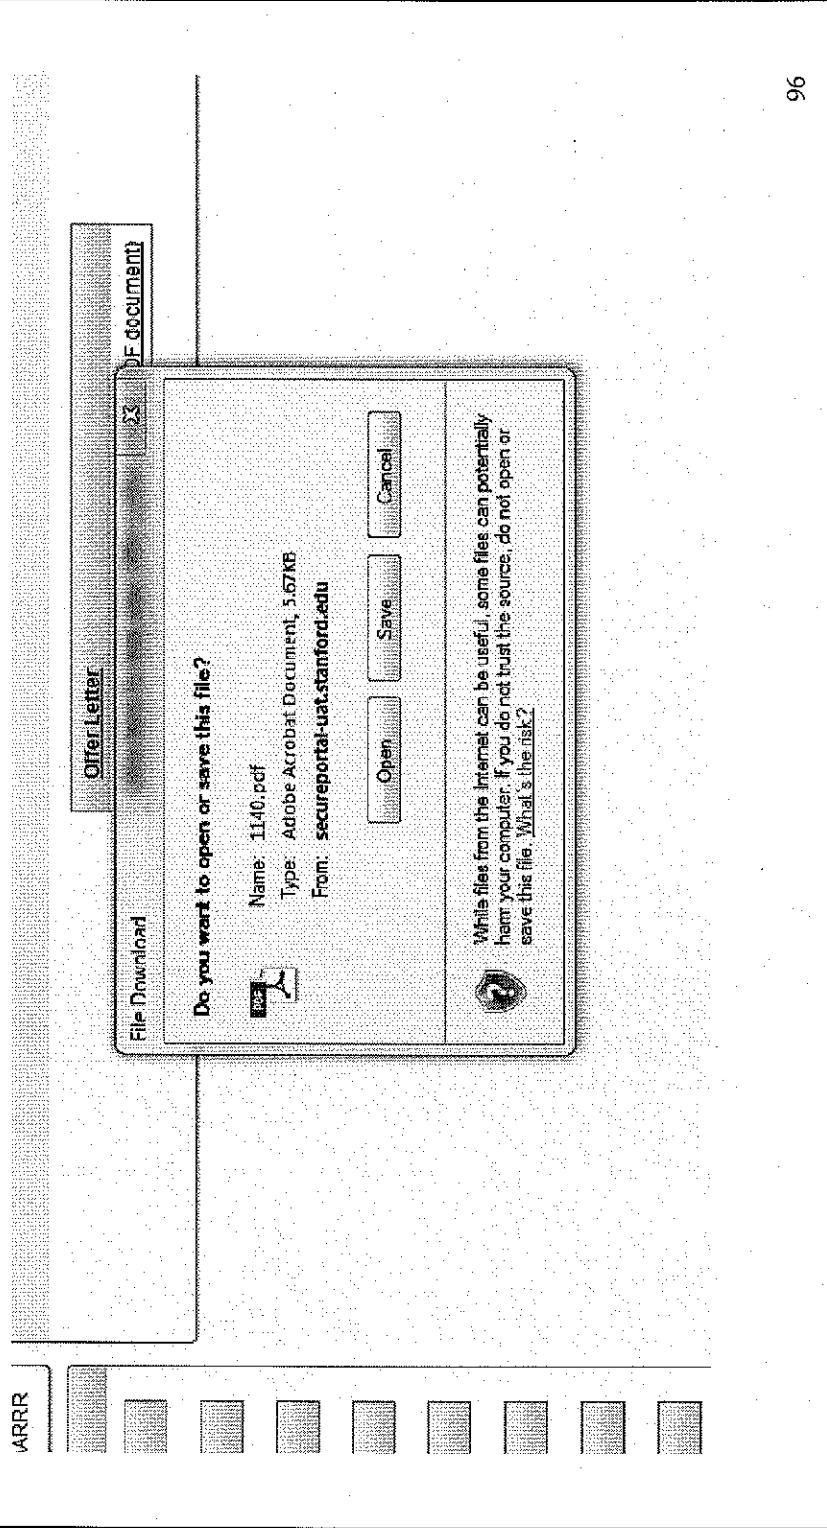 ARRR
Offer Letter
DF document)
File Download
Do you want to open or save this file?
Name: 1140.pdf
Type: Adobe Acrobat Document, 5.67KB
From: secureportal-uat.stanford.edu
Open Save Cancel
While files from the Internet can be useful, some files can potentially
harm your computer. If you do not trust the source, do not open or
save this file. What's the risk?
96